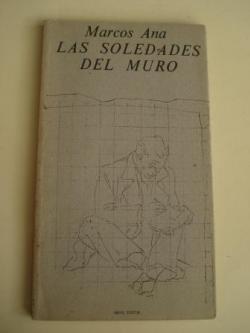 Marcos Ana
LAS SOLEDADES
DEL MURO